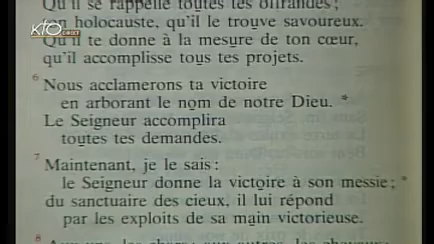 Qu'il se rappelle toutes tes offrandes ;
ton holocauste, qu'il le trouve savoureux.
Qu'il te donne à la mesure de ton cœur,
qu'il accomplisse tous tes projets.
6 Nous acclamerons ta victoire
en arborant le nom de notre Dieu. *
Le Seigneur accomplira
toutes tes demandes.
7 Maintenant, je le sais :
le Seigneur donne la victoire à son messie ; *
du sanctuaire des cieux, il lui répond
par les exploits de sa main victorieuse.
8
KTO
DIRECT